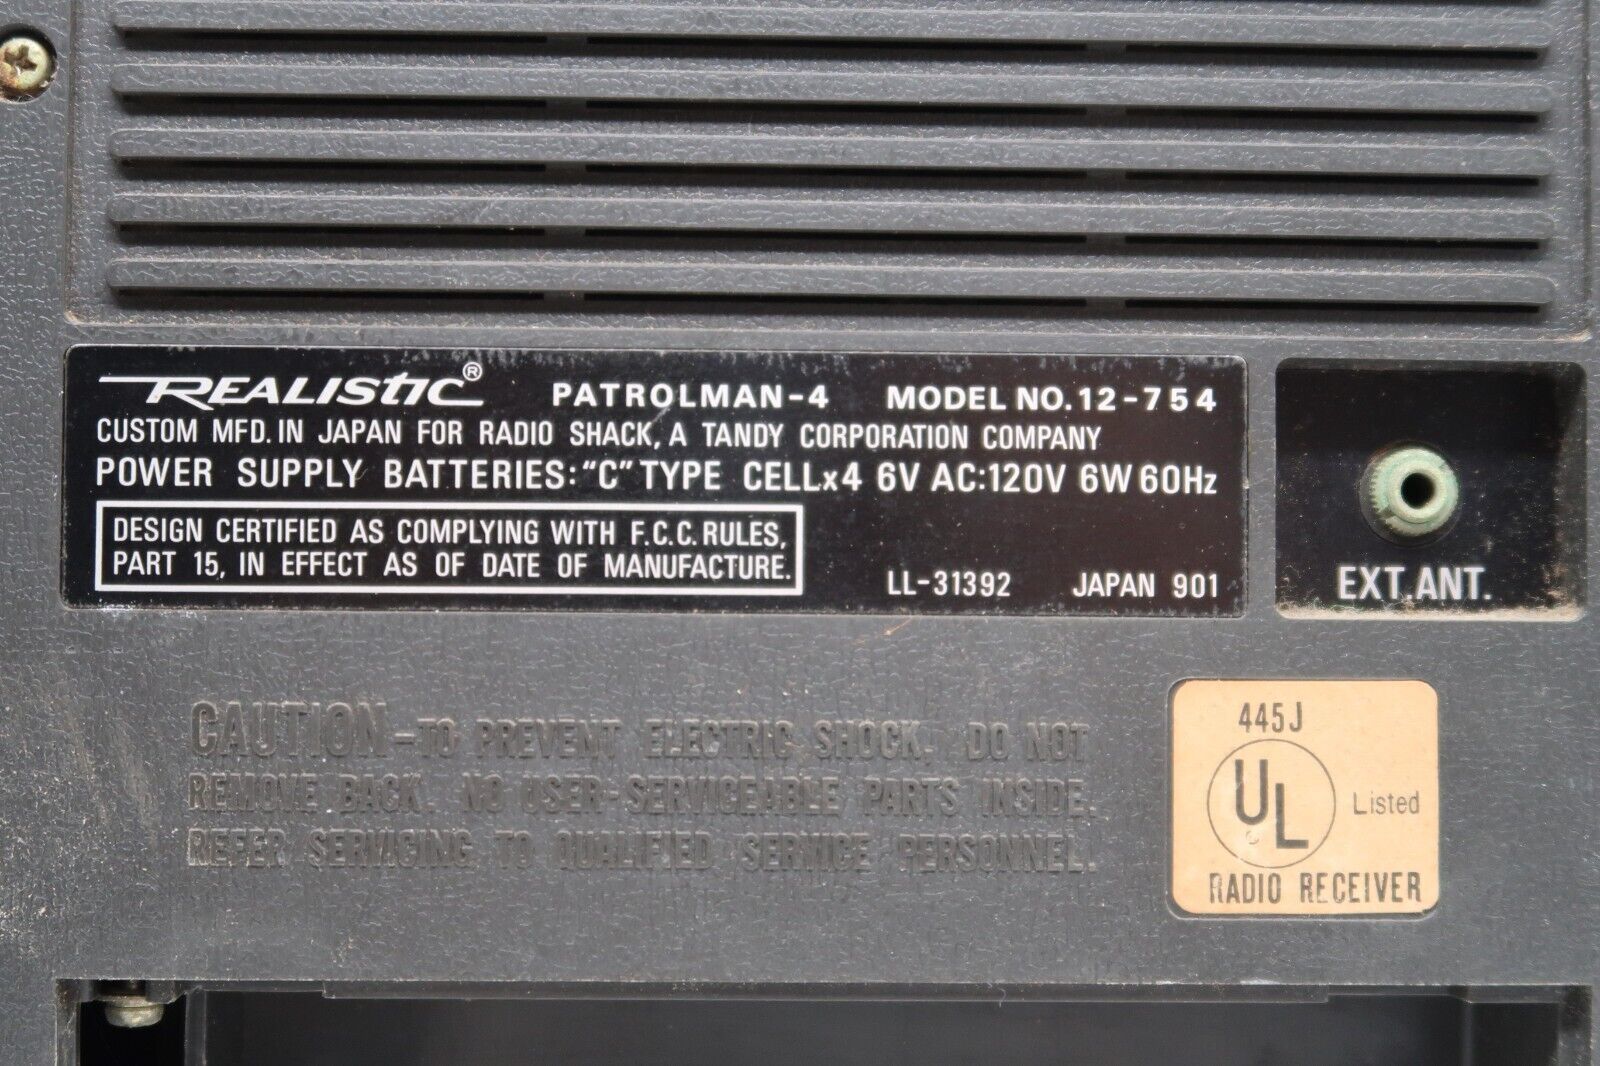 REALISTIC® PATROLMAN-4 MODEL NO. 12-754
CUSTOM MFD. IN JAPAN FOR RADIO SHACK, A TANDY CORPORATION COMPANY
POWER SUPPLY BATTERIES: "C" TYPE CELLx4 6V AC:120V 6W 60Hz
DESIGN CERTIFIED AS COMPLYING WITH F.C.C. RULES,
PART 15, IN EFFECT AS OF DATE OF MANUFACTURE.
LL-31392 JAPAN 901
EXT.ANT.
CAUTION-TO PREVENT ELECTRIC SHOCK, DO NOT
REMOVE BACK. NO USER-SERVICEABLE PARTS INSIDE.
REFER SERVICING TO QUALIFIED SERVICE PERSONNEL.
445J
UL Listed
RADIO RECEIVER